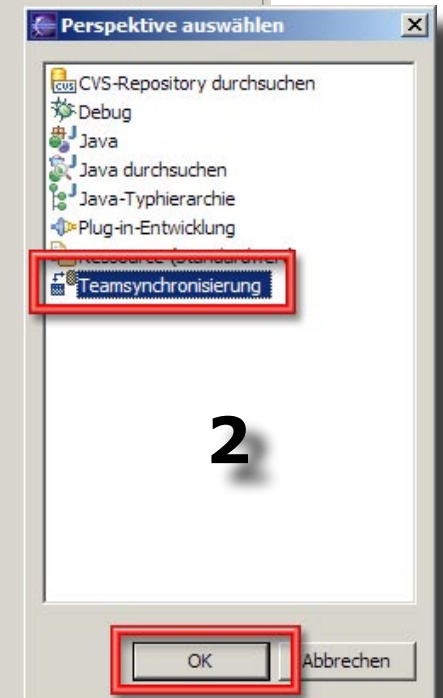 Perspektive auswählen
CVS-Repository durchsuchen
Debug
Java
Java durchsuchen
Java-Typhierarchie
Plug-in-Entwicklung
Teamsynchronisierung
2
OK
Abbrechen